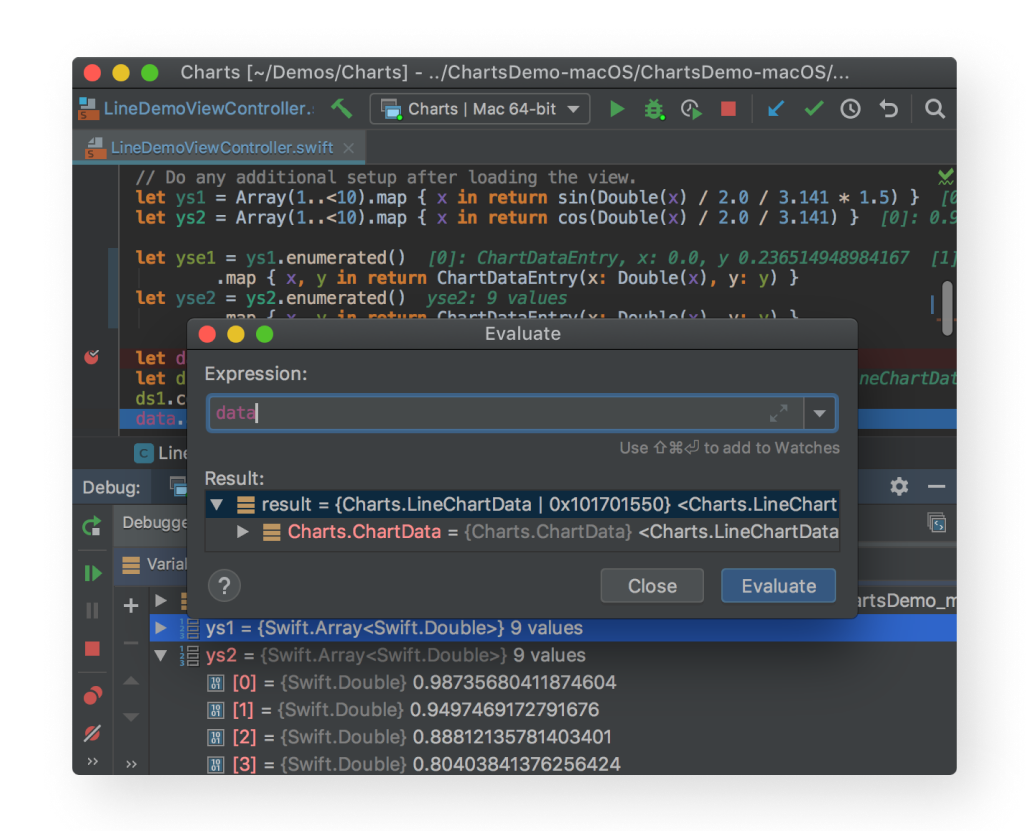 Charts [~/Demos/Charts] - ../ChartsDemo-macOS/ChartsDemo-macOS/...
LineDemoViewController.
Charts | Mac 64-bit
LineDemoViewController.swift
// Do any additional setup after loading the view.
let ys1 = Array(1..<10).map { x in return sin(Double(x) / 2.0 / 3.141 * 1.5) }
let ys2 = Array(1..<10).map { x in return cos(Double(x) / 2.0 / 3.141) } [0]: 0.9
let yse1 = ys1.enumerated() [0]: ChartDataEntry, x: 0.0, y 0.236514948984167 [1]
.map { x, y in return ChartDataEntry(x: Double(x), y: y) }
let yse2 = ys2.enumerated() yse2: 9 values
.map { x, y in return ChartDataEntry(x: Double(x), y: y) }
let d
let d neChartDat
ds1.c
data.
Evaluate
Expression:
data
Use ⇧⌘⏎ to add to Watches
Result:
result = {Charts.LineChartData | 0x101701550} <Charts.LineChart
Charts.ChartData = {Charts.ChartData} <Charts.LineChartData
?
Close
Evaluate
C Line
Debug:
Debugge
Varial
artsDemo_m
ys1 = {Swift.Array<Swift.Double>} 9 values
ys2 = {Swift.Array<Swift.Double>} 9 values
[0] = {Swift.Double} 0.98735680411874604
[1] = {Swift.Double} 0.9497469172791676
[2] = {Swift.Double} 0.88812135781403401
[3] = {Swift.Double} 0.80403841376256424